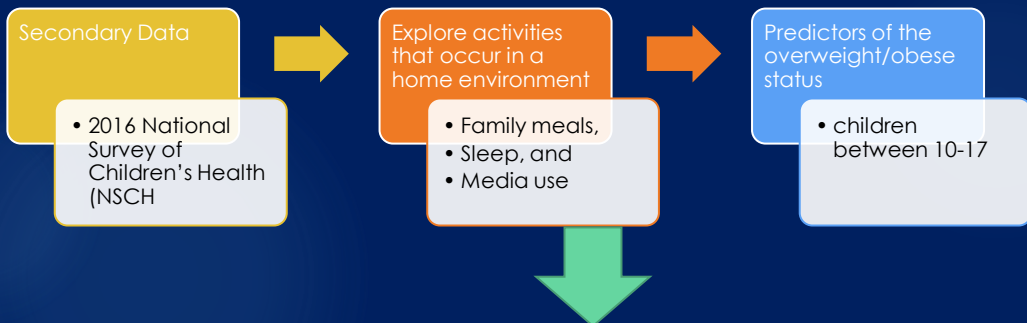 Secondary Data
• 2016 National
Survey of
Children's Health
(NSCH
Explore activities
that occur in a
home environment
• Family meals,
• Sleep, and
• Media use
Predictors of the
overweight/obese
status
• children
between 10-17